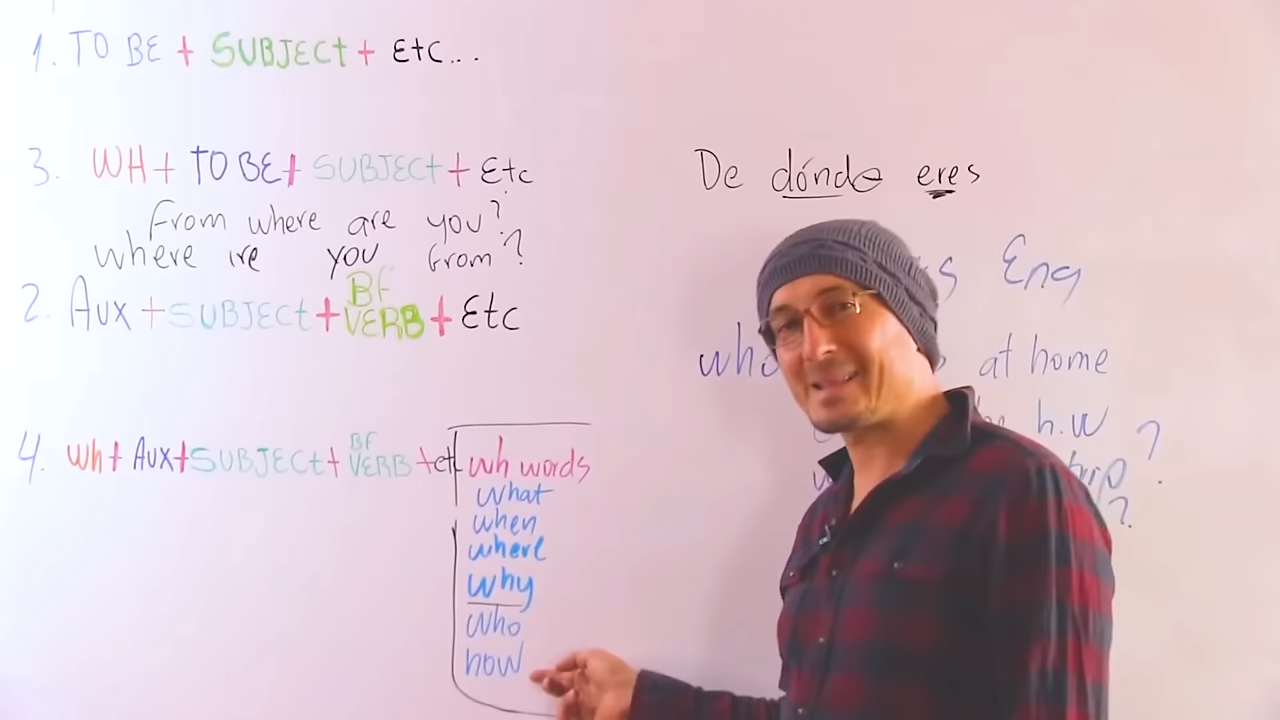 1. TO BE + SUBJECT + Etc...
3. WH + TO BE + SUBJECT + Etc
From where are you?
where are you from?
2. AUX + SUBJECT + BF VERB + Etc
4. Wh + AUX + SUBJECT + BF VERB + etc
wh words
what
when
where
why
who
how
De dónde eres
Eng
at home
h.w
?
?